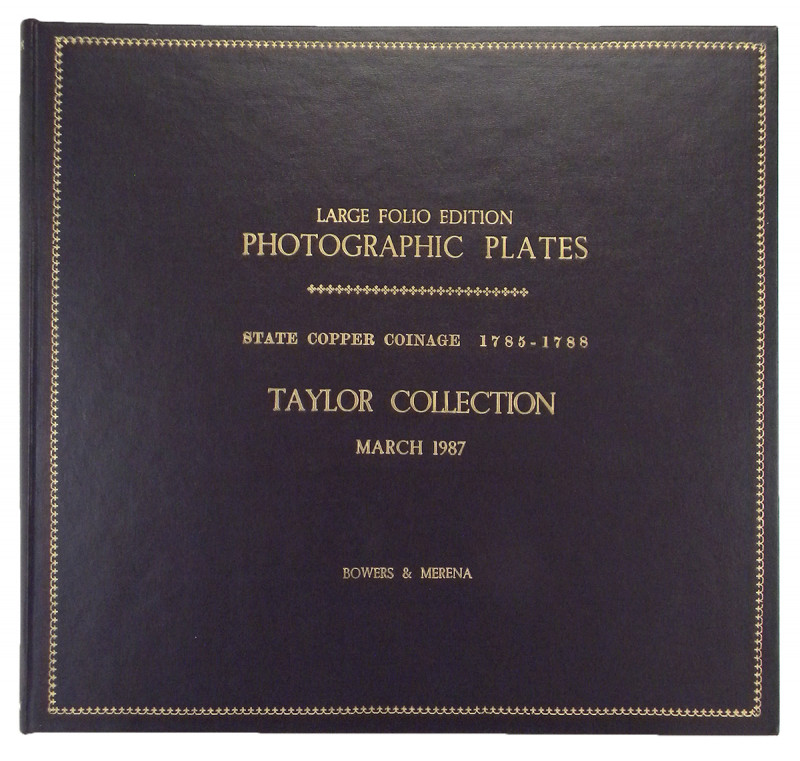 LARGE FOLIO EDITION
PHOTOGRAPHIC PLATES
STATE COPPER COINAGE 1785-1788
TAYLOR COLLECTION
MARCH 1987
BOWERS & MERENA